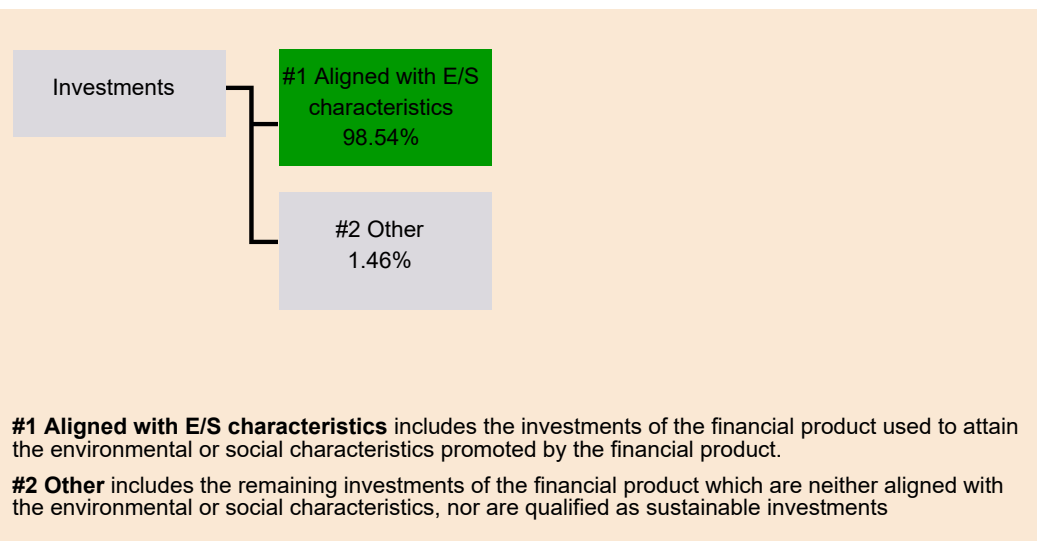 Investments
#1 Aligned with E/S
characteristics
98.54%
#2 Other
1.46%
#1 Aligned with E/S characteristics includes the investments of the financial product used to attain
the environmental or social characteristics promoted by the financial product.
#2 Other includes the remaining investments of the financial product which are neither aligned with
the environmental or social characteristics, nor are qualified as sustainable investments